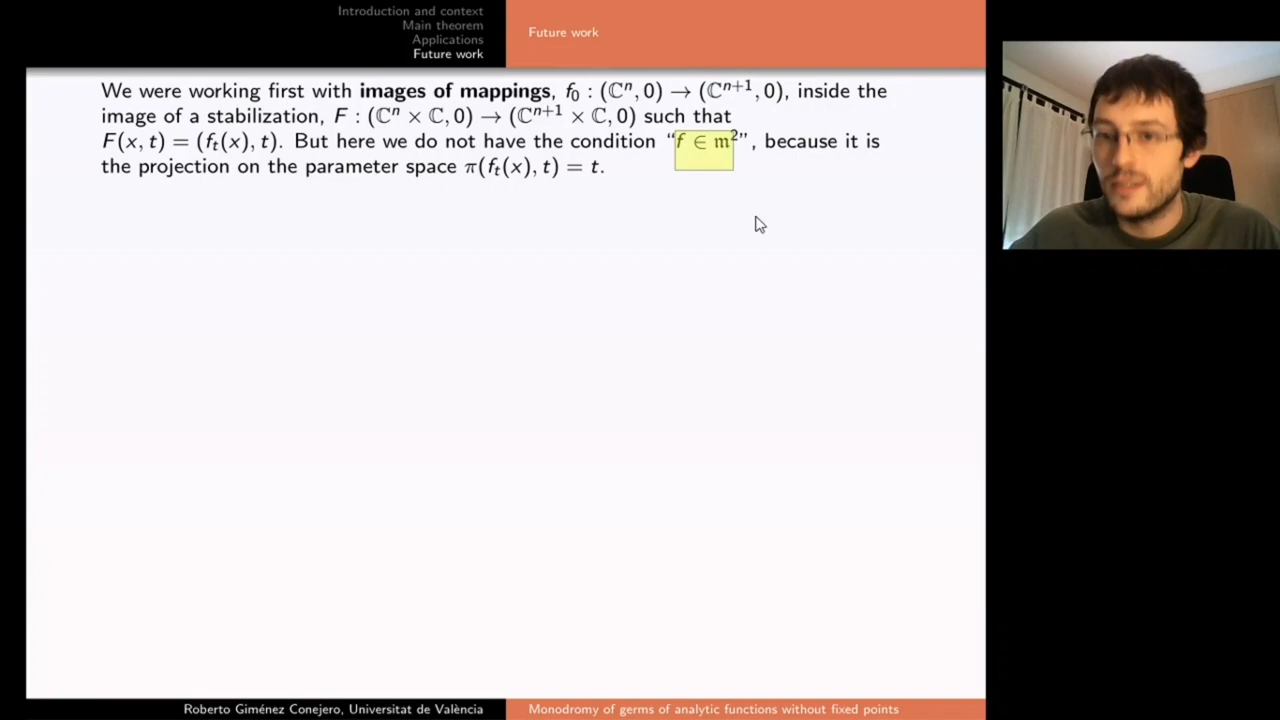 Introduction and context
Main theorem
Applications
Future work
Future work
We were working first with images of mappings, f₀ : (ℂⁿ, 0) → (ℂⁿ⁺¹, 0), inside the
image of a stabilization, F : (ℂⁿ × ℂ, 0) → (ℂⁿ⁺¹ × ℂ, 0) such that
F(x, t) = (fₜ(x), t). But here we do not have the condition “f ∈ 𝔪²”, because it is
the projection on the parameter space π(fₜ(x), t) = t.
Roberto Giménez Conejero, Universitat de València
Monodromy of germs of analytic functions without fixed points